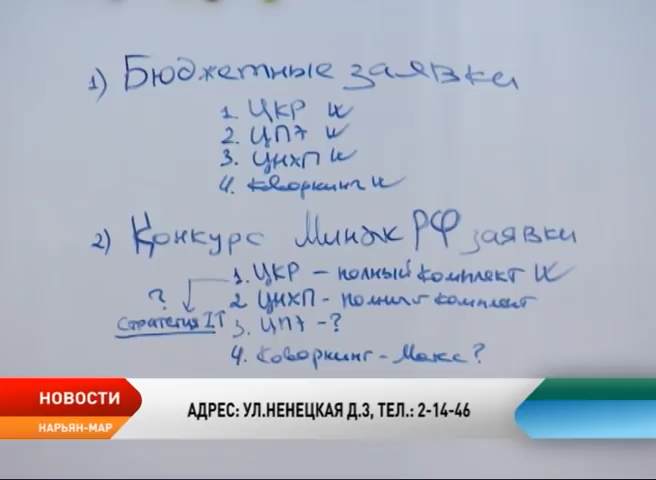 1) Бюджетные заявки
1. ЦКР
2. ЦПЭ
3. ЦНХП
4. Коворкинг
2) Конкурс Минэк РФ заявки
1. ЦКР – полный комплект
2 ЦНХП – полный комплект
? Стратегия IT
3. ЦПЭ – ?
4. Коворкинг – Макс?
НОВОСТИ
НАРЬЯН-МАР
АДРЕС: УЛ.НЕНЕЦКАЯ Д.3, ТЕЛ.: 2-14-46